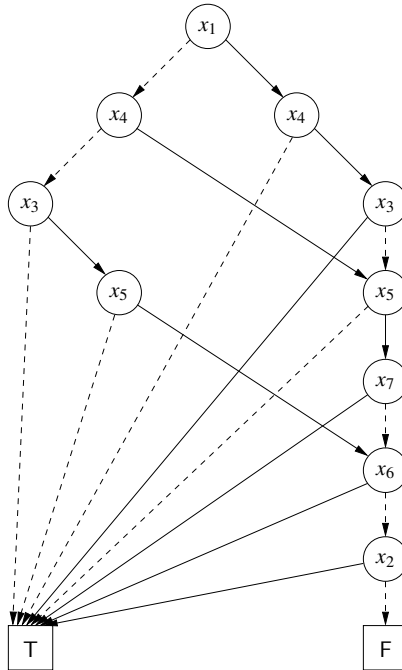 x₁
x₄ x₄
x₃ x₃
x₅ x₅
x₇
x₆
x₂
T F